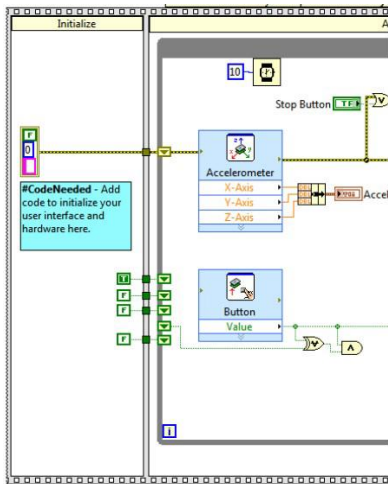 Initialize
A
10
Stop Button
TF
F
0
Accelerometer
X-Axis
Y-Axis
Z-Axis
Accel
#CodeNeeded - Add
code to initialize your
user interface and
hardware here.
T
F
F
F
Button
Value
i